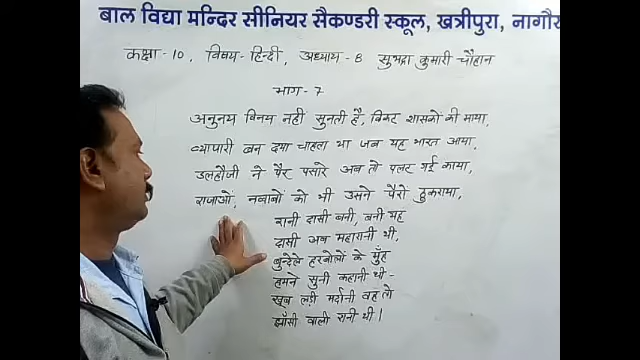 बाल विद्या मन्दिर सीनियर सैकण्डरी स्कूल, खत्रीपुरा, नागौर
कक्षा - 10, विषय - हिन्दी, अध्याय - 8 सुभद्रा कुमारी चौहान
भाग - 7
अनुनय विनय नहीं सुनती है, विकट शासकों की माया,
व्यापारी बन दया चाहता था जब यह भारत आया,
डलहौजी ने पैर पसारे अब तो पलट गई काया,
राजाओं, नवाबों को भी उसने पैरों ठुकराया,
रानी दासी बनी, बनी यह
दासी अब महारानी थी,
बुन्देले हरबोलों के मुँह
हमने सुनी कहानी थी -
खूब लड़ी मर्दानी वह तो
झाँसी वाली रानी थी।